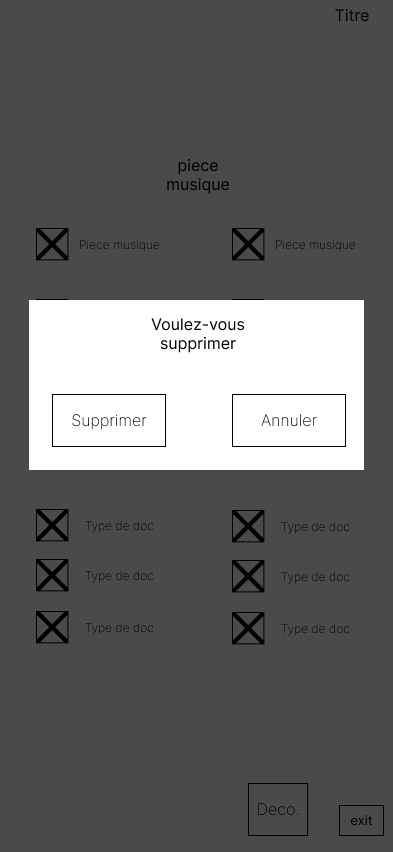 Titre
piece
musique
Piece musique
Piece musique
Voulez-vous
supprimer
Supprimer
Annuler
Type de doc
Type de doc
Type de doc
Type de doc
Type de doc
Type de doc
Deco.
exit